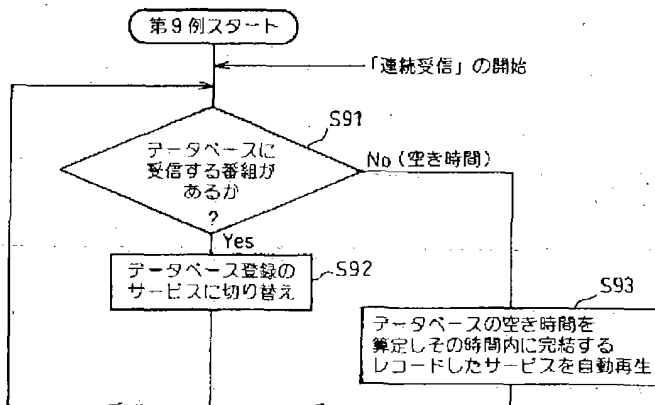 第9例スタート
「連続受信」の開始
S91
データベースに
受信する番組が
あるか
?
No (空き時間)
Yes
データベース登録の
サービスに切り替え
S92
S93
データベースの空き時間を
算定しその時間内に完結する
レコードしたサービスを自動再生